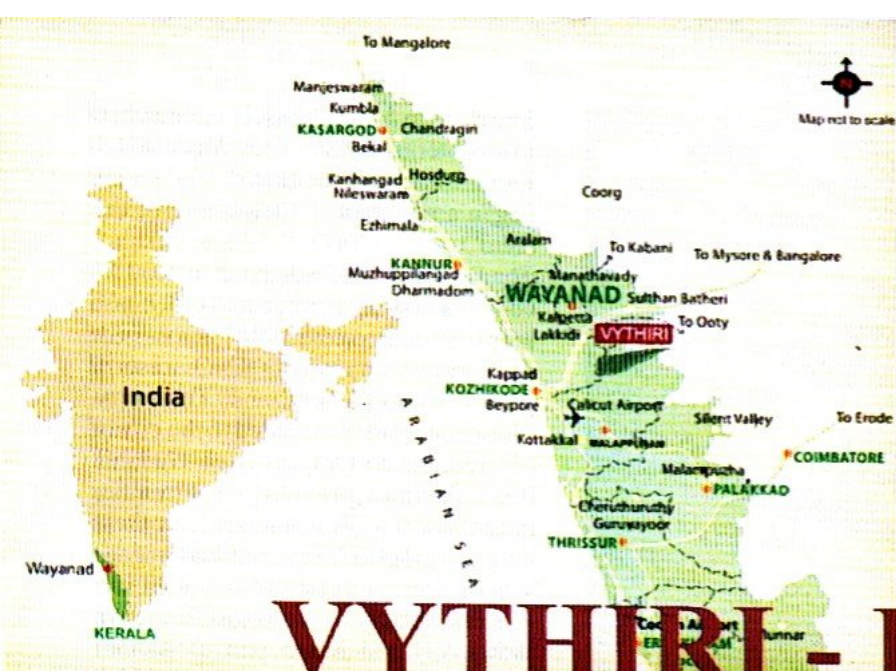 To Mangalore
N
Map not to scale
Manjeswaram
Kumbla
KASARGOD Chandragiri
Bekal
Kanhangad Hosdurg
Nileswaram
Coorg
Ezhimala
Aralam
To Kabani
To Mysore & Bangalore
KANNUR
Muzhuppilangad
Manathavady
Dharmadom
WAYANAD Sulthan Batheri
Kalpetta
Lakkidi VYTHIRI To Ooty
Kappad
KOZHIKODE
Beypore Calicut Airport
India
ARABIAN SEA
Silent Valley To Erode
Kottakkal MALAPPURAM
COIMBATORE
Malampuzha
PALAKKAD
Cheruthuruthy
Guruvayoor
THRISSUR
Wayanad
KERALA
VYTHIRI -
Airport